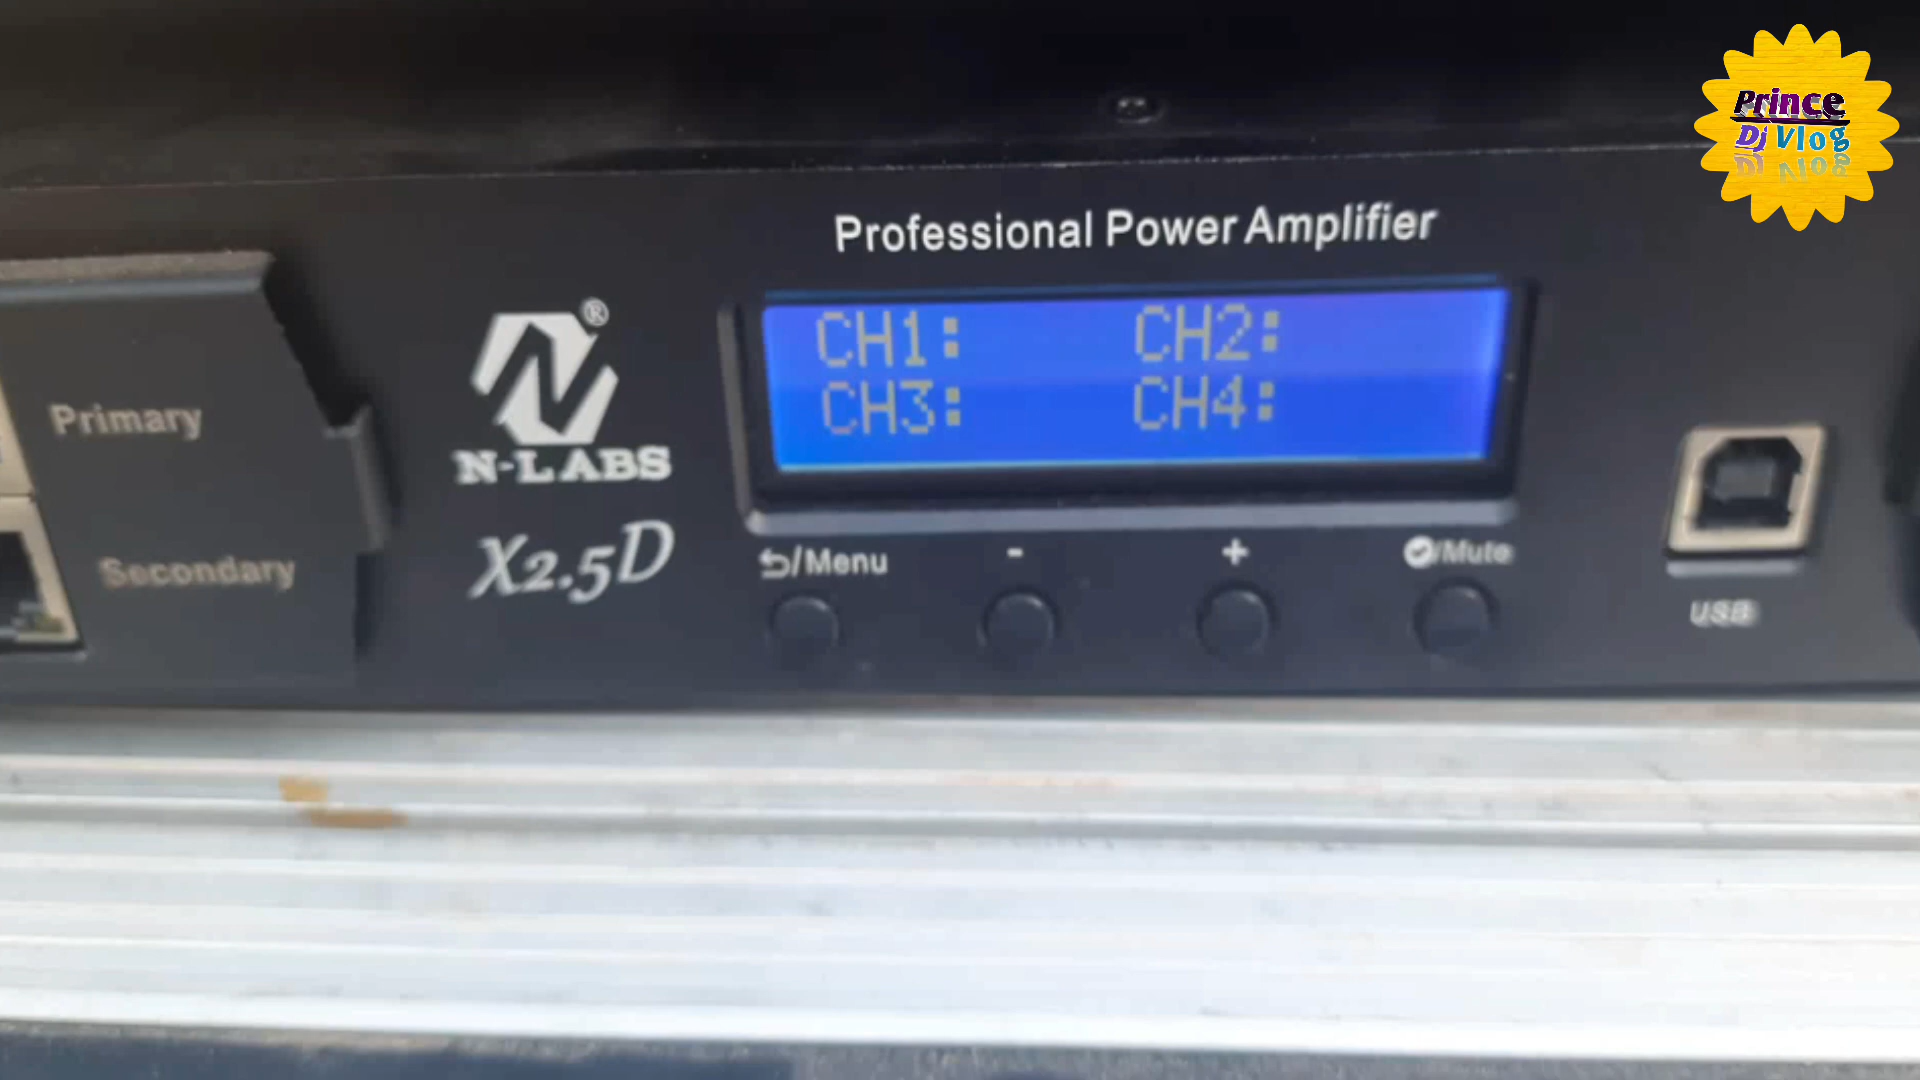 Prince
Dj Vlog
Professional Power Amplifier
CH1: CH2:
CH3: CH4:
Primary
Secondary
®
N-LABS
X2.5D
/Menu - + /Mute
USB